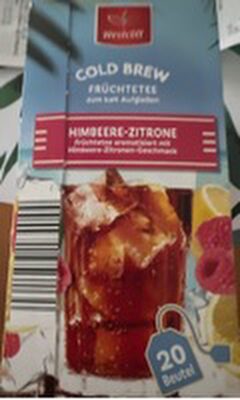 Westcliff
COLD BREW
FRÜCHTETEE
zum kalt Aufgießen
HIMBEERE-ZITRONE
Früchtetee aromatisiert mit
Himbeere-Zitronen-Geschmack
20
Beutel